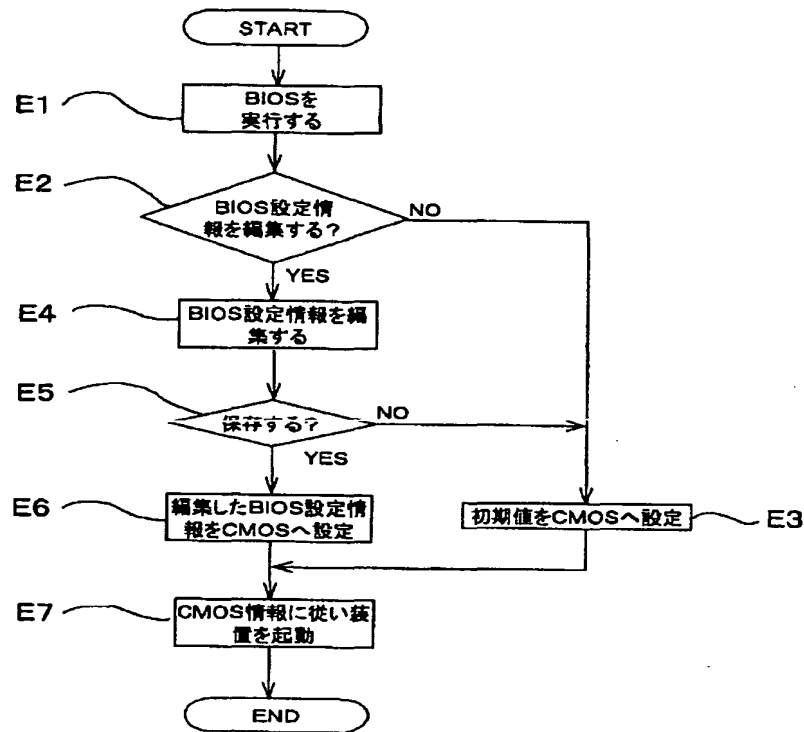 START
E1
BIOSを
実行する
E2
BIOS設定情
報を編集する?
NO
YES
E4
BIOS設定情報を編
集する
E5
保存する?
NO
YES
E6
編集したBIOS設定情
報をCMOSへ設定
初期値をCMOSへ設定
E3
E7
CMOS情報に従い装
置を起動
END